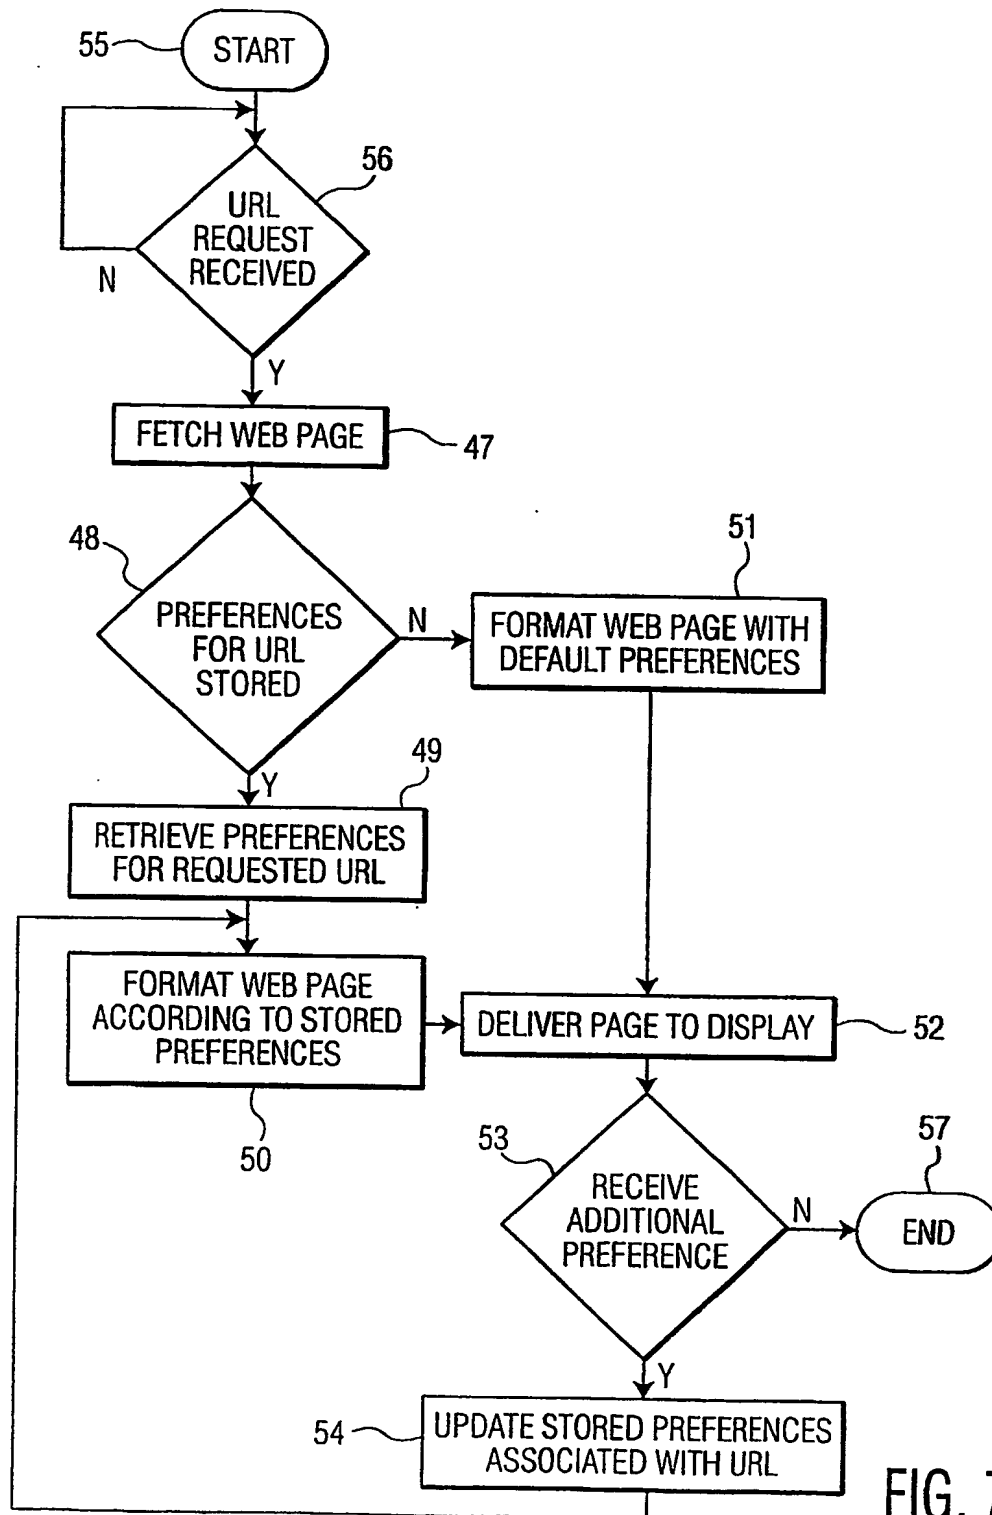 55
START
56
URL
REQUEST
RECEIVED
N
Y
FETCH WEB PAGE
47
48
PREFERENCES
FOR URL
STORED
N
51
FORMAT WEB PAGE WITH
DEFAULT PREFERENCES
Y
49
RETRIEVE PREFERENCES
FOR REQUESTED URL
FORMAT WEB PAGE
ACCORDING TO STORED
PREFERENCES
50
DELIVER PAGE TO DISPLAY
52
53
RECEIVE
ADDITIONAL
PREFERENCE
N
57
END
Y
54
UPDATE STORED PREFERENCES
ASSOCIATED WITH URL
FIG. 7